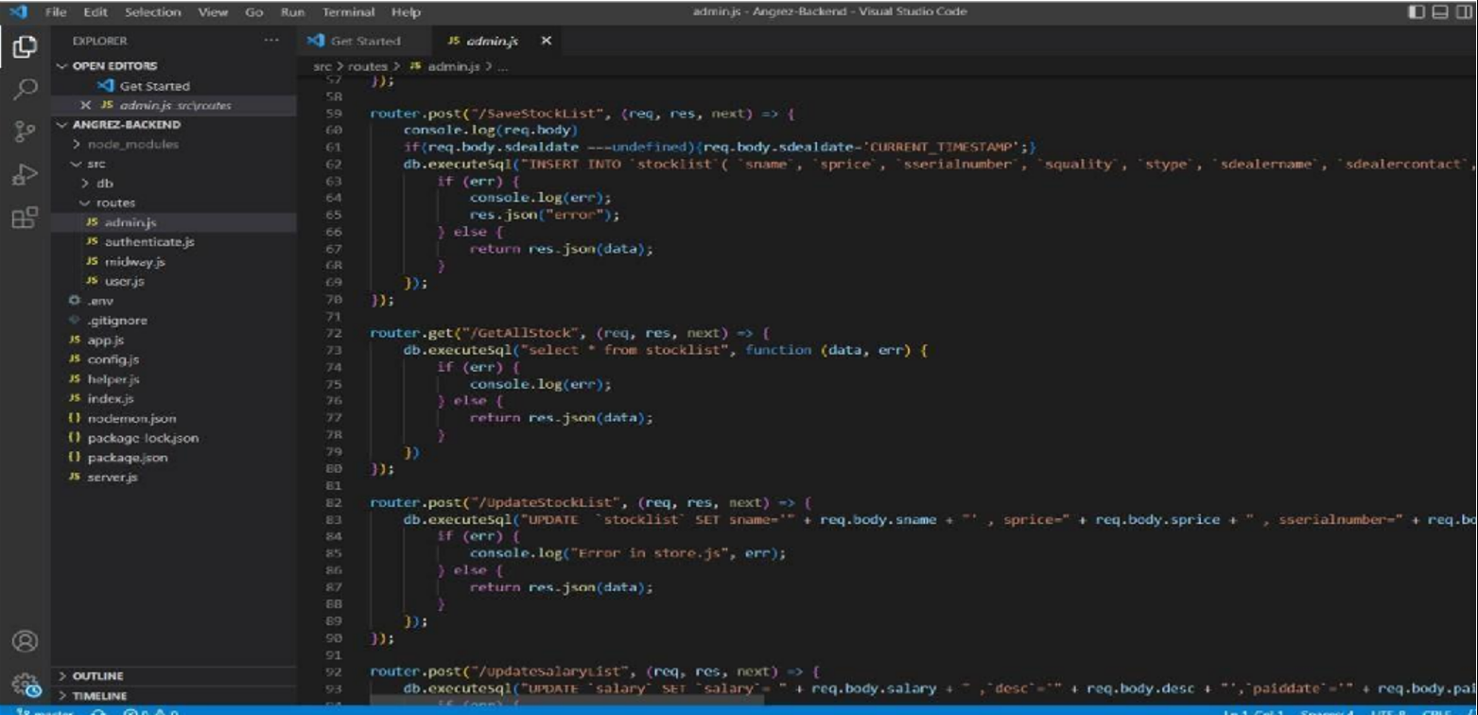 File Edit Selection View Go Run Terminal Help
admin.js - Angrez-Backend - Visual Studio Code
EXPLORER ...
OPEN EDITORS
Get Started
JS admin.js src\routes
ANGREZ-BACKEND
node_modules
src
db
routes
JS admin.js
JS authenticate.js
JS midway.js
JS user.js
.env
.gitignore
JS app.js
JS config.js
JS helper.js
JS index.js
{} nodemon.json
{} package-lock.json
{} package.json
JS server.js
OUTLINE
TIMELINE
Get Started JS admin.js
src > routes > JS admin.js > ...
57 });
58
59 router.post("/SaveStockList", (req, res, next) => {
60 console.log(req.body)
61 if(req.body.sdealdate ===undefined){req.body.sdealdate='CURRENT_TIMESTAMP';}
62 db.executeSql("INSERT INTO `stocklist`( `sname`, `sprice`, `sserialnumber`, `squality`, `stype`, `sdealername`, `sdealercontact`,
63 if (err) {
64 console.log(err);
65 res.json("error");
66 } else {
67 return res.json(data);
68 }
69 });
70 });
71
72 router.get("/GetAllStock", (req, res, next) => {
73 db.executeSql("select * from stocklist", function (data, err) {
74 if (err) {
75 console.log(err);
76 } else {
77 return res.json(data);
78 }
79 })
80 });
81
82 router.post("/UpdateStockList", (req, res, next) => {
83 db.executeSql("UPDATE `stocklist` SET sname='" + req.body.sname + "' , sprice=" + req.body.sprice + " , sserialnumber=" + req.bo
84 if (err) {
85 console.log("Error in store.js", err);
86 } else {
87 return res.json(data);
88 }
89 });
90 });
91
92 router.post("/UpdateSalaryList", (req, res, next) => {
93 db.executeSql("UPDATE `salary` SET `salary`= " + req.body.salary + " ,`desc`='" + req.body.desc + "',`paiddate`='" + req.body.pai
94 if (err) {
master 0 0
Ln 1, Col 1 Spaces: 4 UTF-8 CRLF